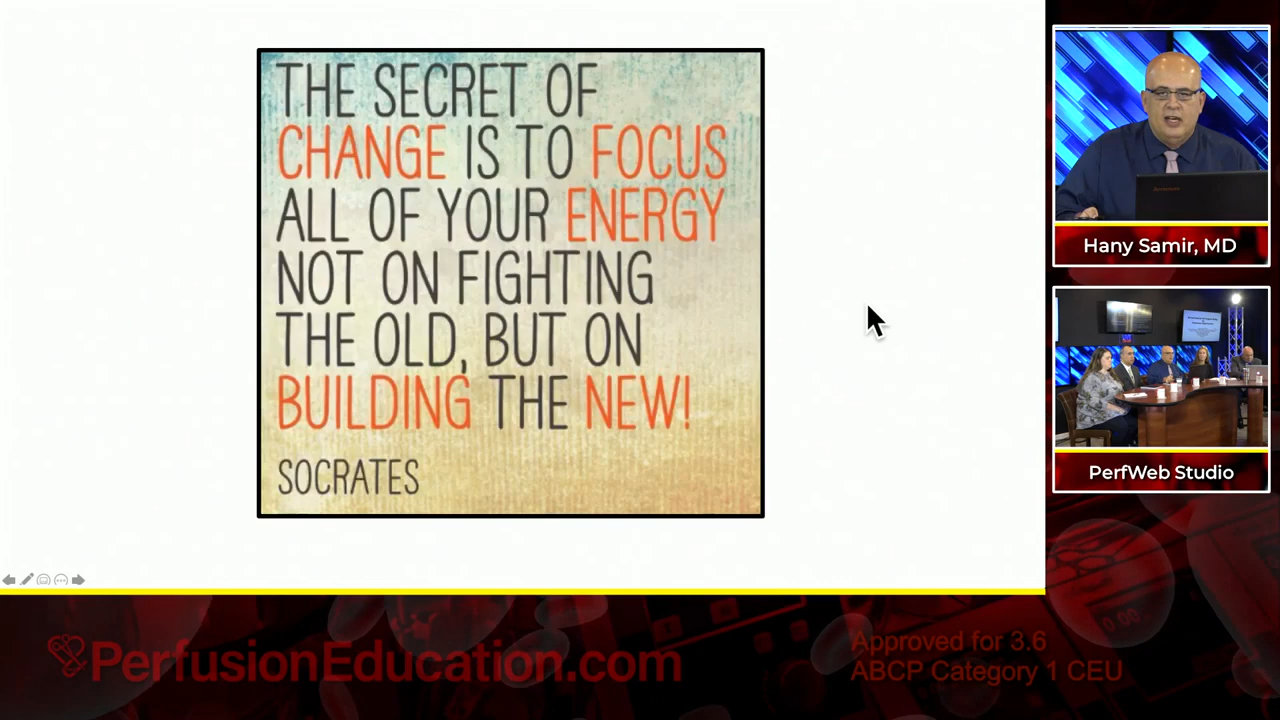 THE SECRET OF
CHANGE IS TO FOCUS
ALL OF YOUR ENERGY
NOT ON FIGHTING
THE OLD, BUT ON
BUILDING THE NEW!
SOCRATES
Hany Samir, MD
PerfWeb Studio
PerfusionEducation.com
Approved for 3.6
ABCP Category 1 CEU